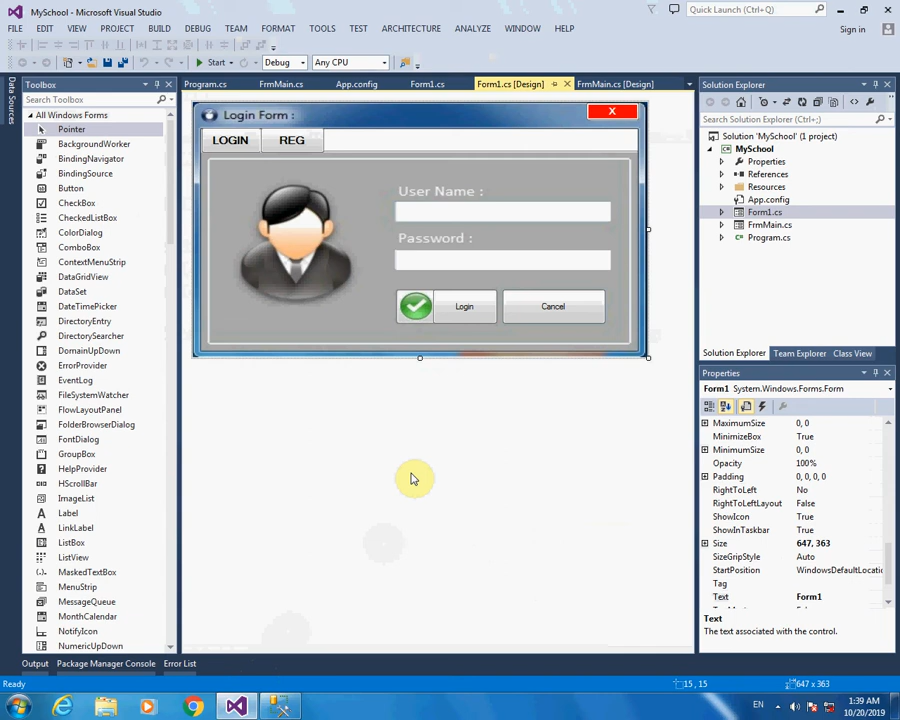 MySchool - Microsoft Visual Studio
Quick Launch (Ctrl+Q)
FILE EDIT VIEW PROJECT BUILD DEBUG TEAM FORMAT TOOLS TEST ARCHITECTURE ANALYZE WINDOW HELP
Sign in
Start Debug Any CPU
Data Sources
Toolbox
Search Toolbox
All Windows Forms
Pointer
BackgroundWorker
BindingNavigator
BindingSource
Button
CheckBox
CheckedListBox
ColorDialog
ComboBox
ContextMenuStrip
DataGridView
DataSet
DateTimePicker
DirectoryEntry
DirectorySearcher
DomainUpDown
ErrorProvider
EventLog
FileSystemWatcher
FlowLayoutPanel
FolderBrowserDialog
FontDialog
GroupBox
HelpProvider
HScrollBar
ImageList
Label
LinkLabel
ListBox
ListView
MaskedTextBox
MenuStrip
MessageQueue
MonthCalendar
NotifyIcon
NumericUpDown
Program.cs FrmMain.cs App.config Form1.cs Form1.cs [Design] FrmMain.cs [Design]
Login Form :
X
LOGIN REG
User Name :
Password :
Login Cancel
Solution Explorer
Search Solution Explorer (Ctrl+;)
Solution 'MySchool' (1 project)
MySchool
Properties
References
Resources
App.config
Form1.cs
FrmMain.cs
Program.cs
Solution Explorer Team Explorer Class View
Properties
Form1 System.Windows.Forms.Form
MaximumSize 0, 0
MinimizeBox True
MinimumSize 0, 0
Opacity 100%
Padding 0, 0, 0, 0
RightToLeft No
RightToLeftLayout False
ShowIcon True
ShowInTaskbar True
Size 647, 363
SizeGripStyle Auto
StartPosition WindowsDefaultLocatio
Tag
Text Form1
Text
The text associated with the control.
Output Package Manager Console Error List
Ready
15 , 15
647 x 363
EN
1:39 AM
10/20/2019